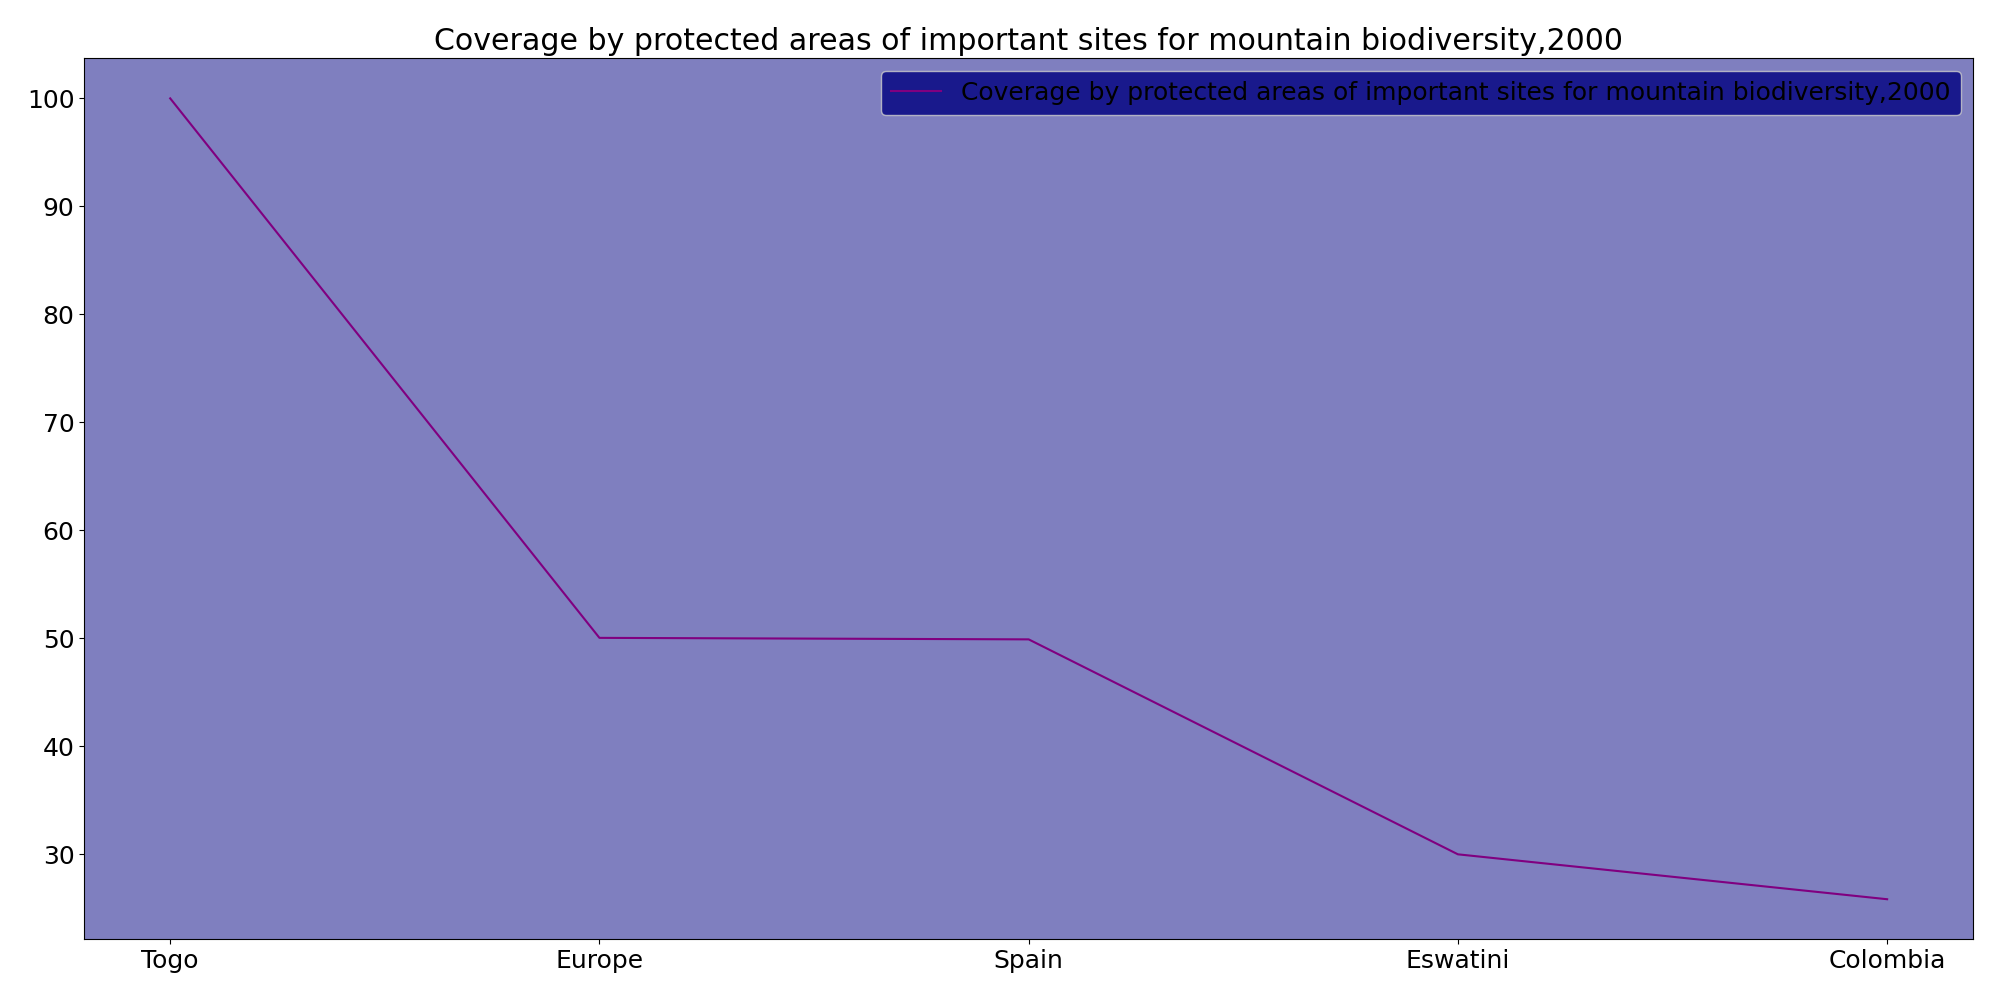 Coverage by protected areas of important sites for mountain biodiversity,2000
Coverage by protected areas of important sites for mountain biodiversity,2000
100
90
80
70
60
50
40
30
Togo Europe Spain Eswatini Colombia